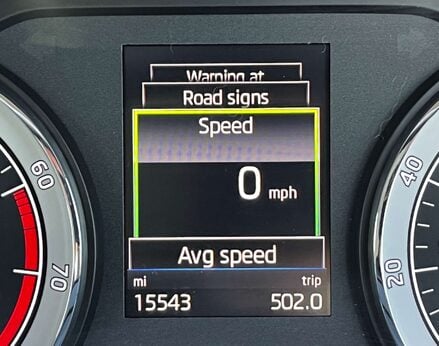 Warning at
Road signs
Speed
0 mph
Avg speed
mi trip
15543 502.0
60
70
40
20